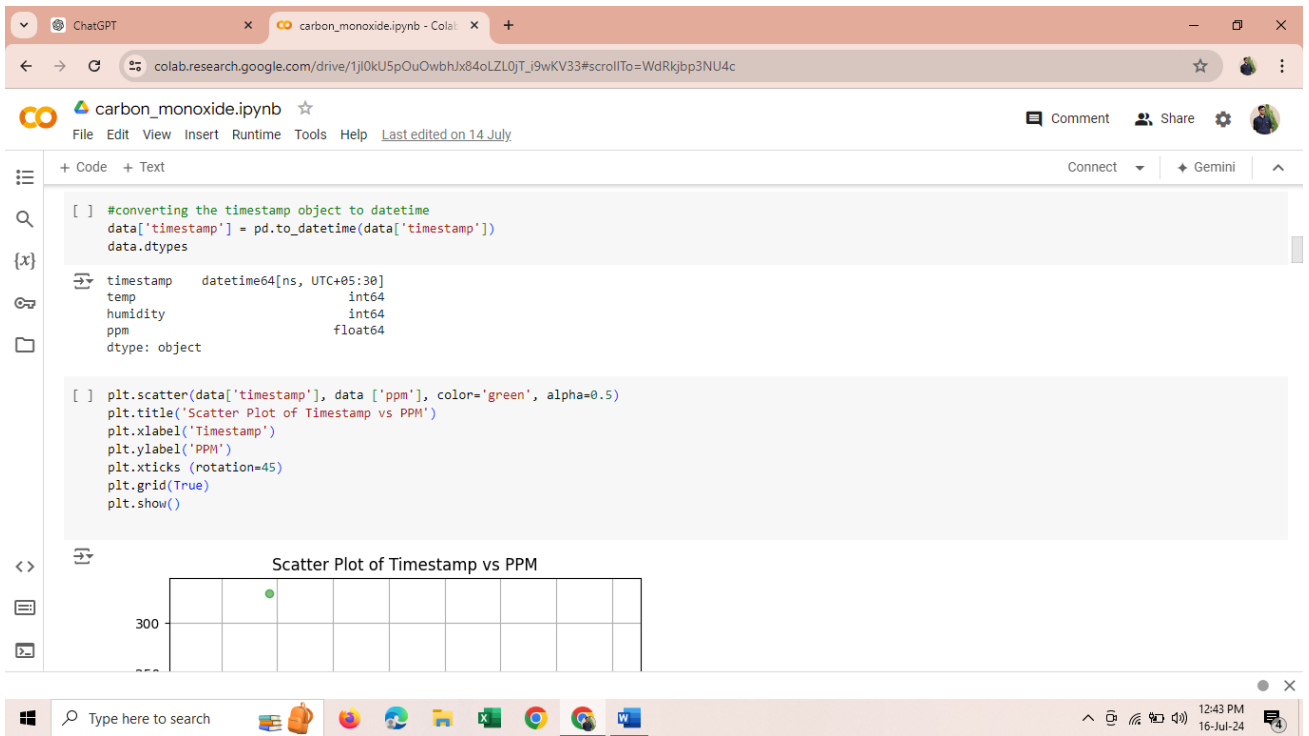 ChatGPT
carbon_monoxide.ipynb - Colab
colab.research.google.com/drive/1jl0kU5pOuOwbhJx84oLZL0jT_i9wKV33#scrollTo=WdRkjbp3NU4c
carbon_monoxide.ipynb
File Edit View Insert Runtime Tools Help Last edited on 14 July
Comment Share
+ Code + Text
Connect Gemini
[ ] #converting the timestamp object to datetime
data['timestamp'] = pd.to_datetime(data['timestamp'])
data.dtypes
timestamp datetime64[ns, UTC+05:30]
temp int64
humidity int64
ppm float64
dtype: object
[ ] plt.scatter(data['timestamp'], data ['ppm'], color='green', alpha=0.5)
plt.title('Scatter Plot of Timestamp vs PPM')
plt.xlabel('Timestamp')
plt.ylabel('PPM')
plt.xticks (rotation=45)
plt.grid(True)
plt.show()
Scatter Plot of Timestamp vs PPM
300
Type here to search
12:43 PM
16-Jul-24
4